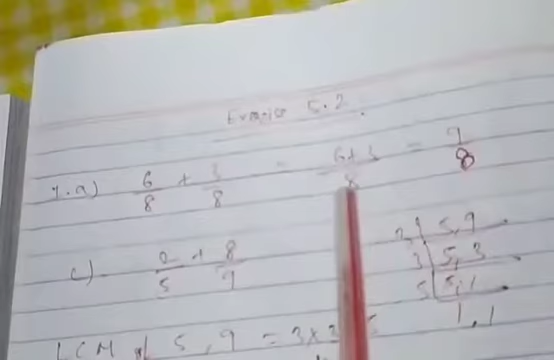 5.2
1.a) 6/8 + 3/8 = 6+3/8 = 9/8
c) 2/5 + 8/9
3 | 5, 9
3 | 5, 3
5 | 5, 1
1, 1
LCM of 5, 9 = 3 x 3